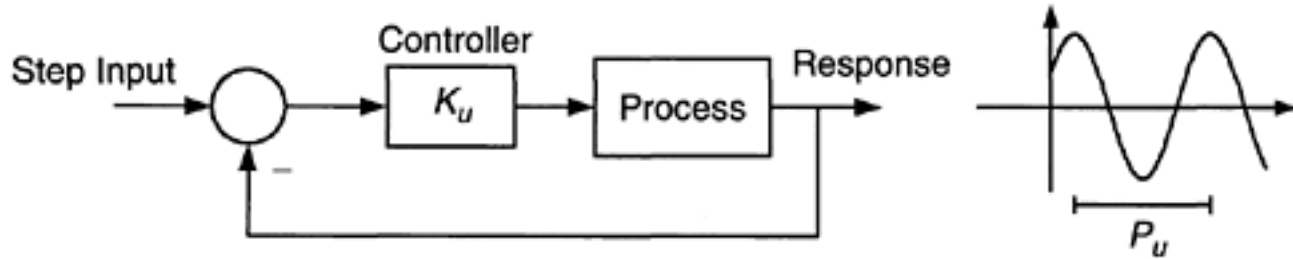 Controller
Step Input
K_u
Process
Response
–
P_u